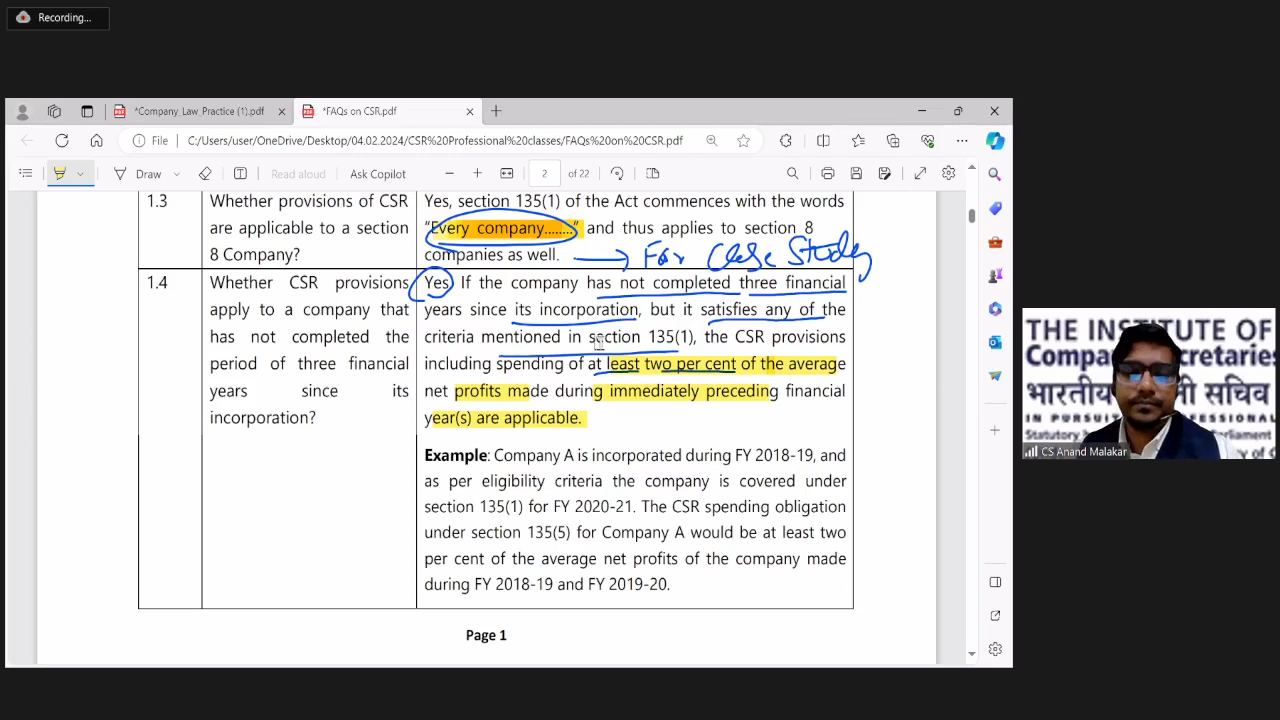 Recording...
*Company_Law_Practice (1).pdf
*FAQs on CSR.pdf
File
C:/Users/user/OneDrive/Desktop/04.02.2024/CSR%20Professional%20classes/FAQs%20on%20CSR.pdf
Draw
Read aloud
Ask Copilot
2
of 22
1.3
Whether provisions of CSR
are applicable to a section
8 Company?
Yes, section 135(1) of the Act commences with the words
“Every company........” and thus applies to section 8
companies as well.
For Case Study
1.4
Whether CSR provisions
apply to a company that
has not completed the
period of three financial
years since its
incorporation?
Yes. If the company has not completed three financial
years since its incorporation, but it satisfies any of the
criteria mentioned in section 135(1), the CSR provisions
including spending of at least two per cent of the average
net profits made during immediately preceding financial
year(s) are applicable.
Example: Company A is incorporated during FY 2018-19, and
as per eligibility criteria the company is covered under
section 135(1) for FY 2020-21. The CSR spending obligation
under section 135(5) for Company A would be at least two
per cent of the average net profits of the company made
during FY 2018-19 and FY 2019-20.
Page 1
THE INSTITUTE OF
Compa
ecretaries
भारतीय
सचिव
IN PURSUIT
Statutory
CS Anand Malakar